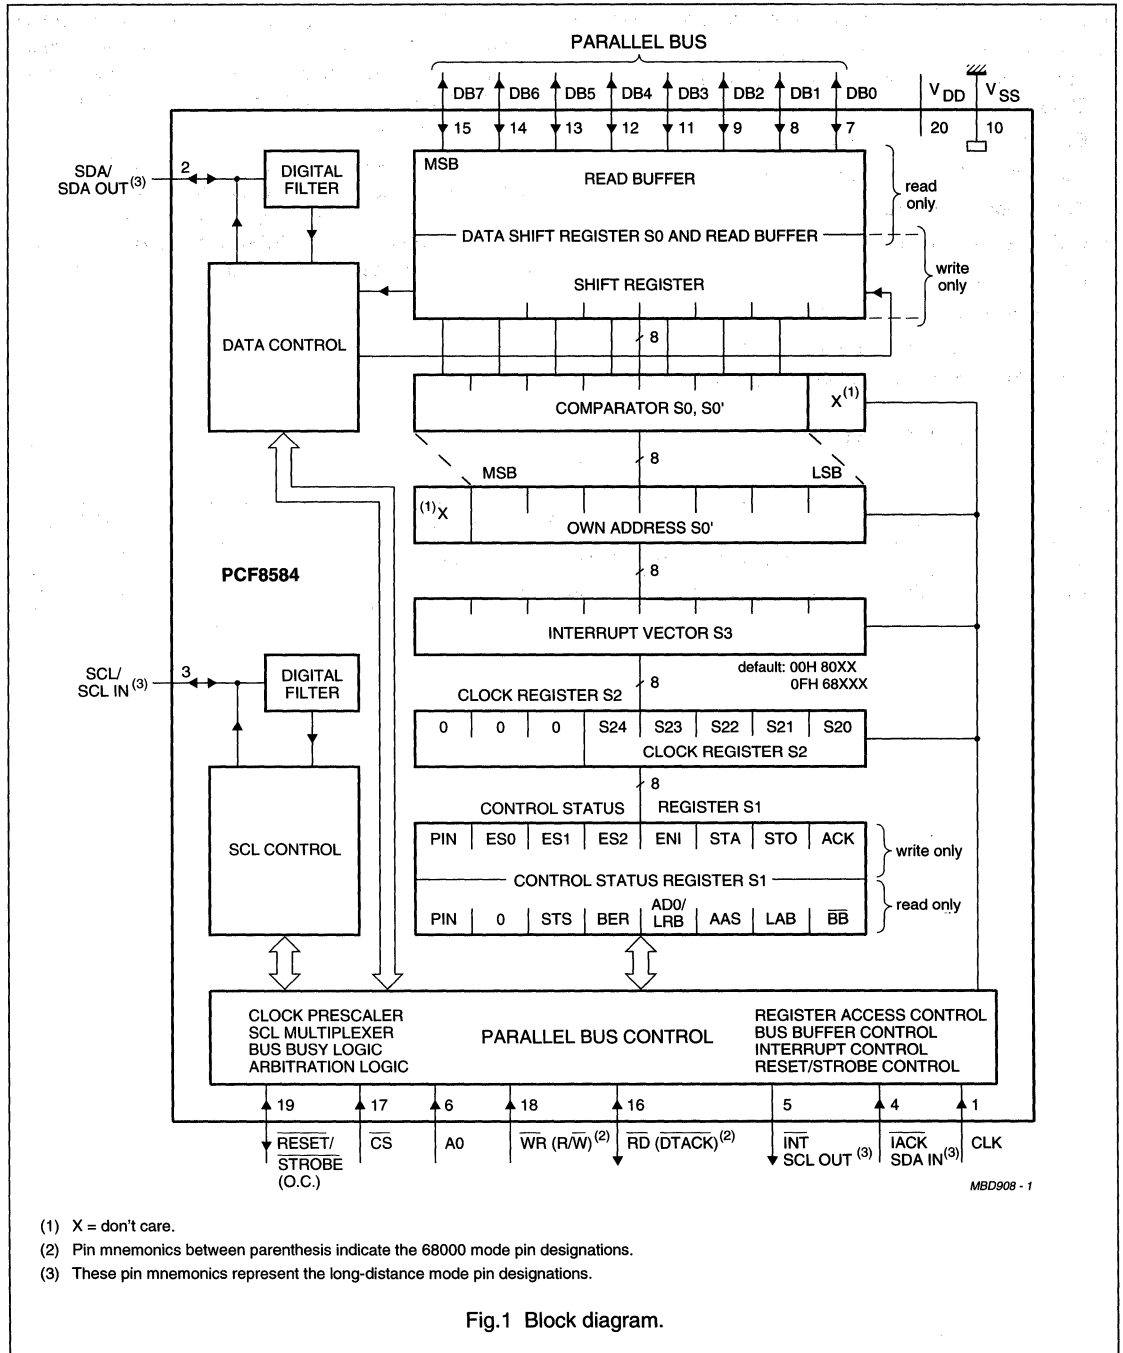 PARALLEL BUS
DB7 DB6 DB5 DB4 DB3 DB2 DB1 DB0 VDD VSS
15 14 13 12 11 9 8 7 20 10
SDA/
SDA OUT (3)
2
DIGITAL
FILTER
MSB
READ BUFFER
read
only
DATA SHIFT REGISTER S0 AND READ BUFFER
SHIFT REGISTER
write
only
DATA CONTROL
8
COMPARATOR S0, S0'
X(1)
8
MSB LSB
(1)X
OWN ADDRESS S0'
8
PCF8584
INTERRUPT VECTOR S3
default: 00H 80XX
0FH 68XXX
SCL/
SCL IN (3)
3
DIGITAL
FILTER
8
CLOCK REGISTER S2
0 0 0 S24 S23 S22 S21 S20
CLOCK REGISTER S2
8
CONTROL STATUS REGISTER S1
PIN ES0 ES1 ES2 ENI STA STO ACK
write only
SCL CONTROL
CONTROL STATUS REGISTER S1
PIN 0 STS BER AD0/ LRB AAS LAB B̅B̅
read only
CLOCK PRESCALER
SCL MULTIPLEXER
BUS BUSY LOGIC
ARBITRATION LOGIC
PARALLEL BUS CONTROL
REGISTER ACCESS CONTROL
BUS BUFFER CONTROL
INTERRUPT CONTROL
RESET/STROBE CONTROL
19 17 6 18 16 5 4 1
R̅E̅S̅E̅T̅/
S̅T̅R̅O̅B̅E̅
(O.C.)
C̅S̅
A0
W̅R̅ (R/W̅)(2)
R̅D̅ (D̅T̅A̅C̅K̅)(2)
I̅N̅T̅
SCL OUT (3)
I̅A̅C̅K̅
SDA IN(3)
CLK
MBD908 - 1
(1) X = don't care.
(2) Pin mnemonics between parenthesis indicate the 68000 mode pin designations.
(3) These pin mnemonics represent the long-distance mode pin designations.
Fig.1 Block diagram.